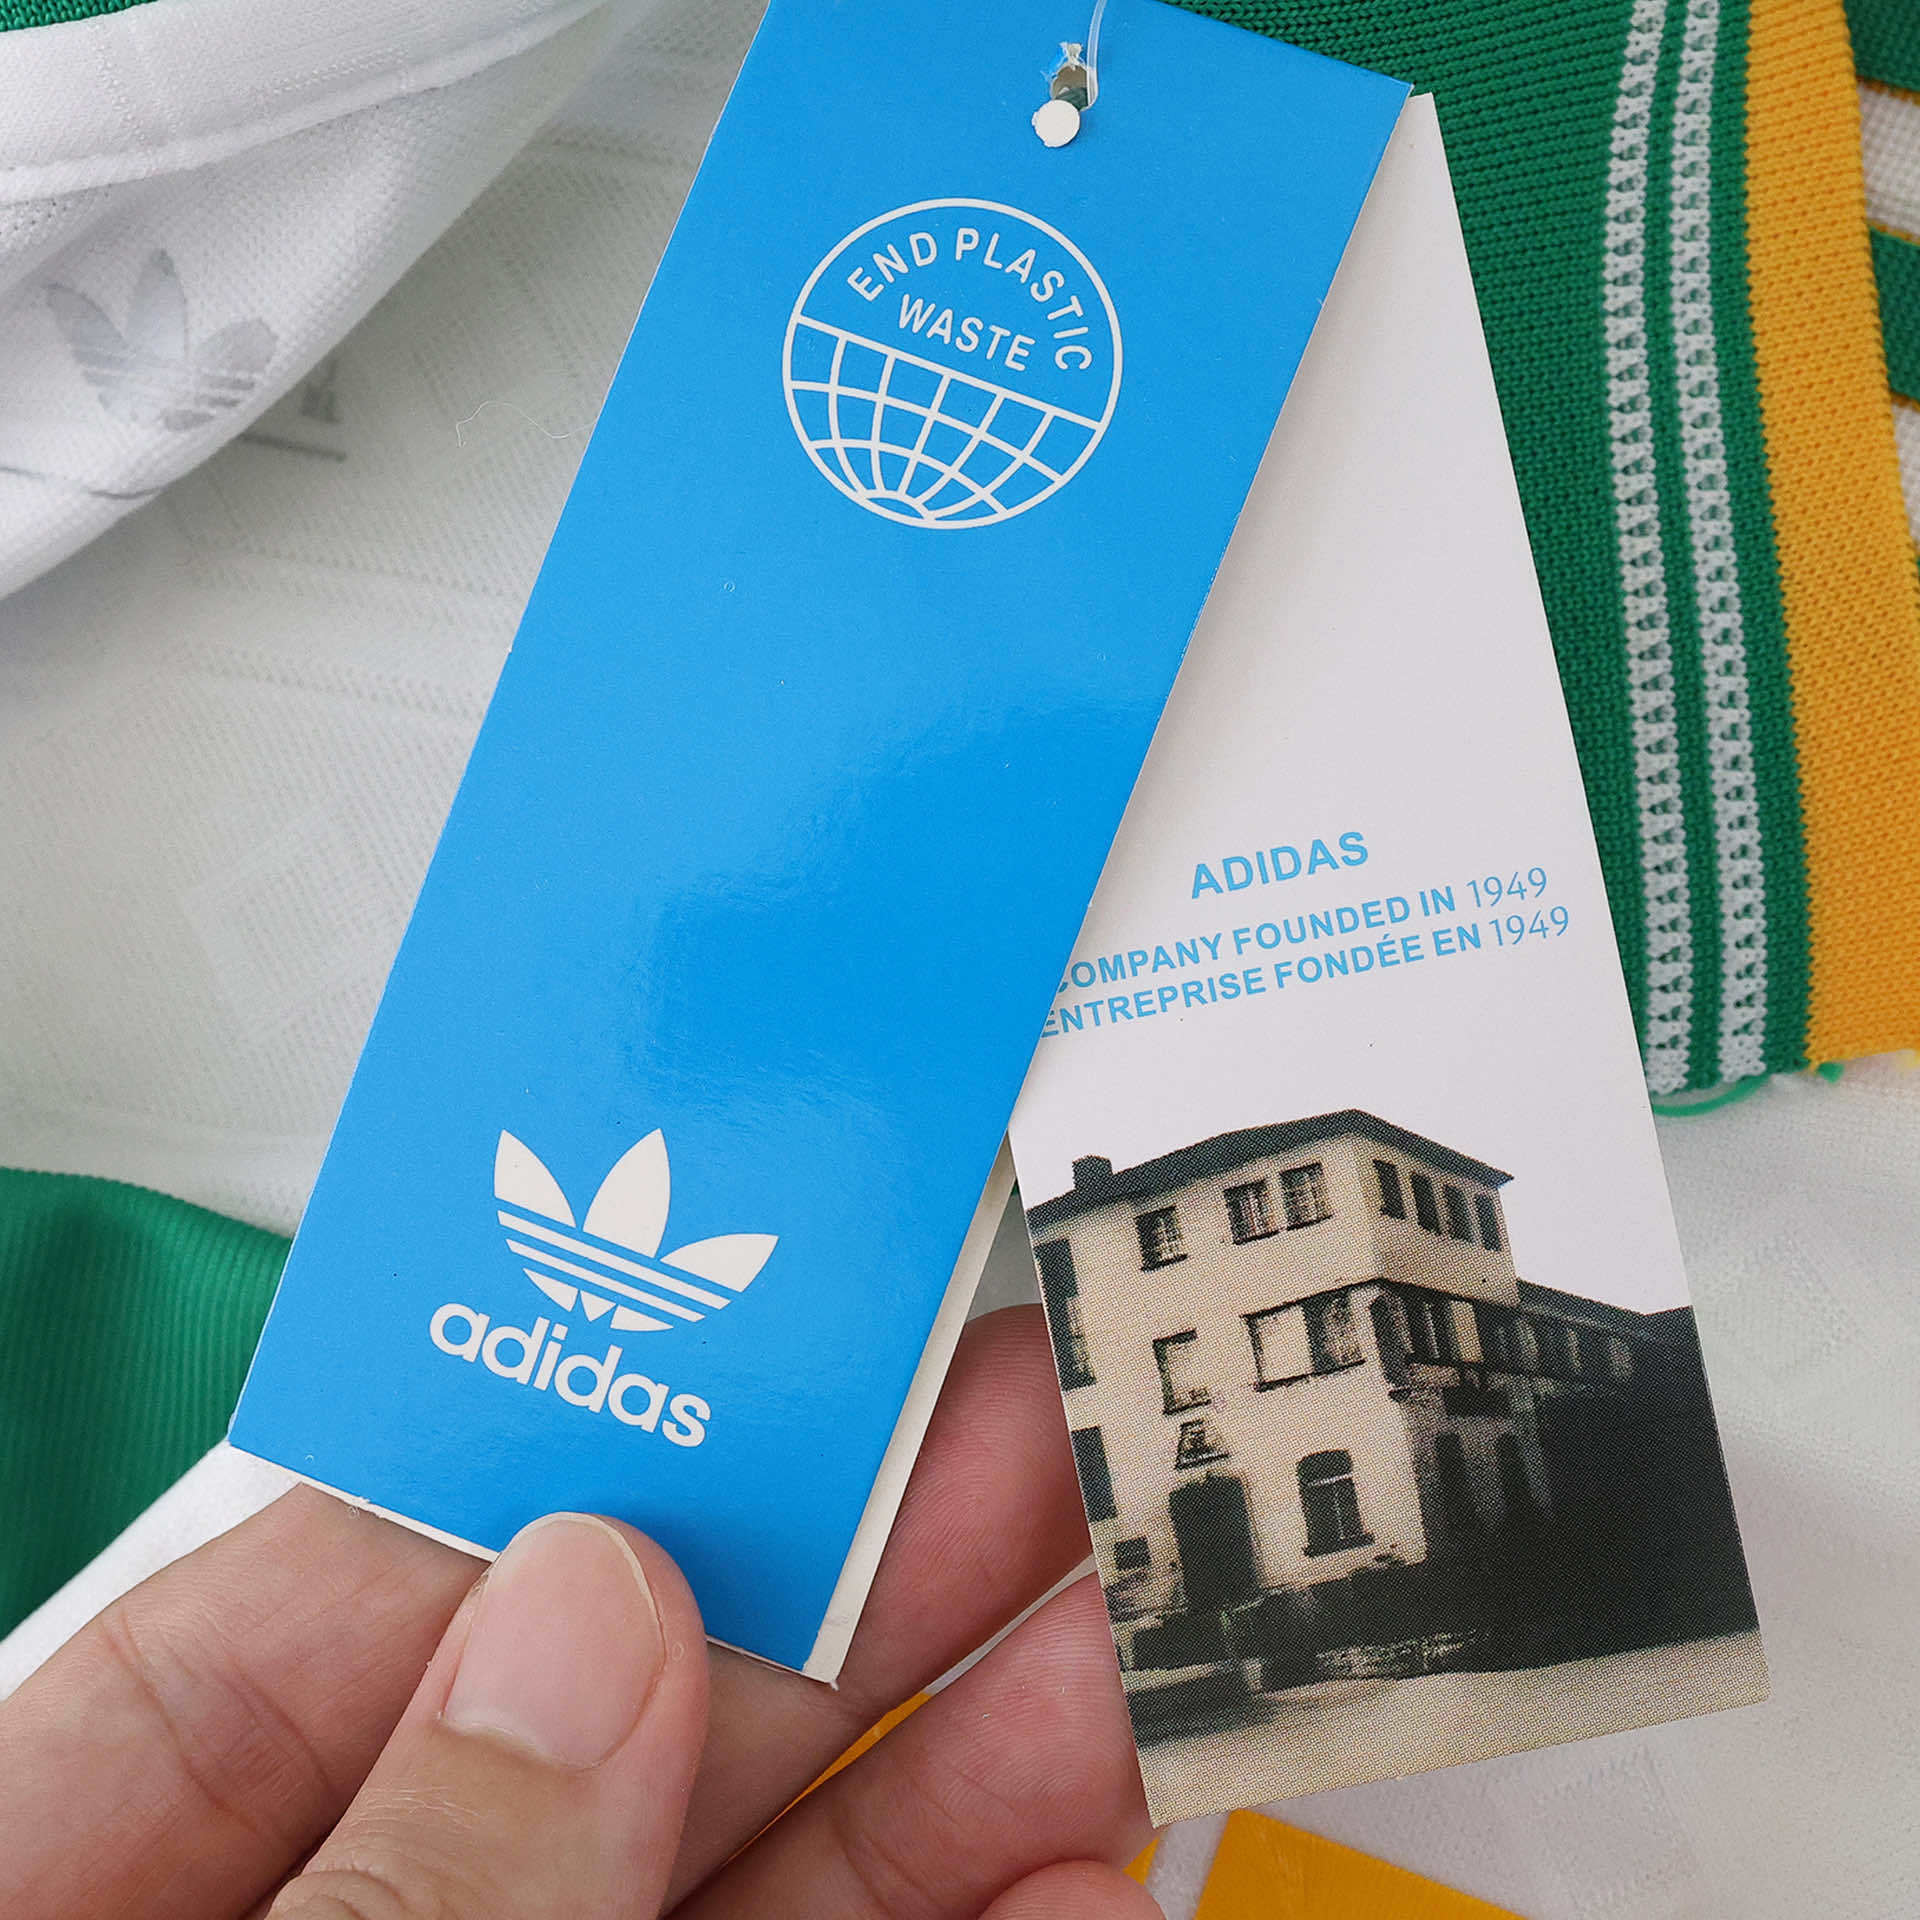 END PLASTIC
WASTE
adidas
ADIDAS
COMPANY FOUNDED IN 1949
ENTREPRISE FONDÉE EN 1949